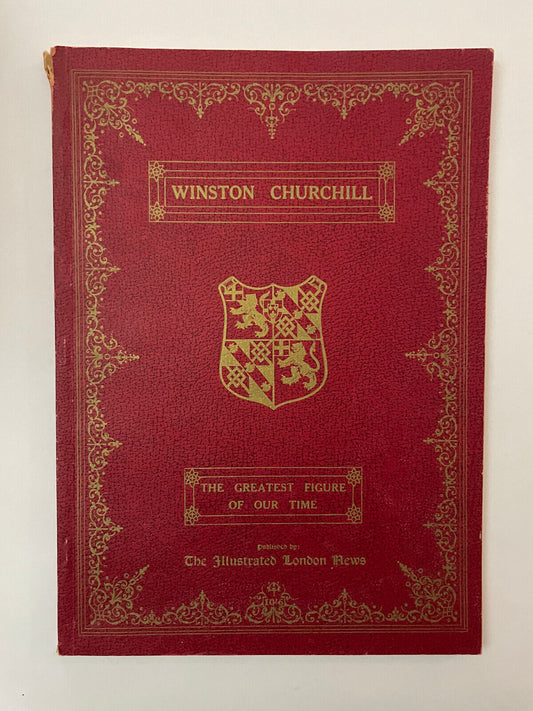 WINSTON CHURCHILL
THE GREATEST FIGURE
OF OUR TIME
Published by:
The Illustrated London News